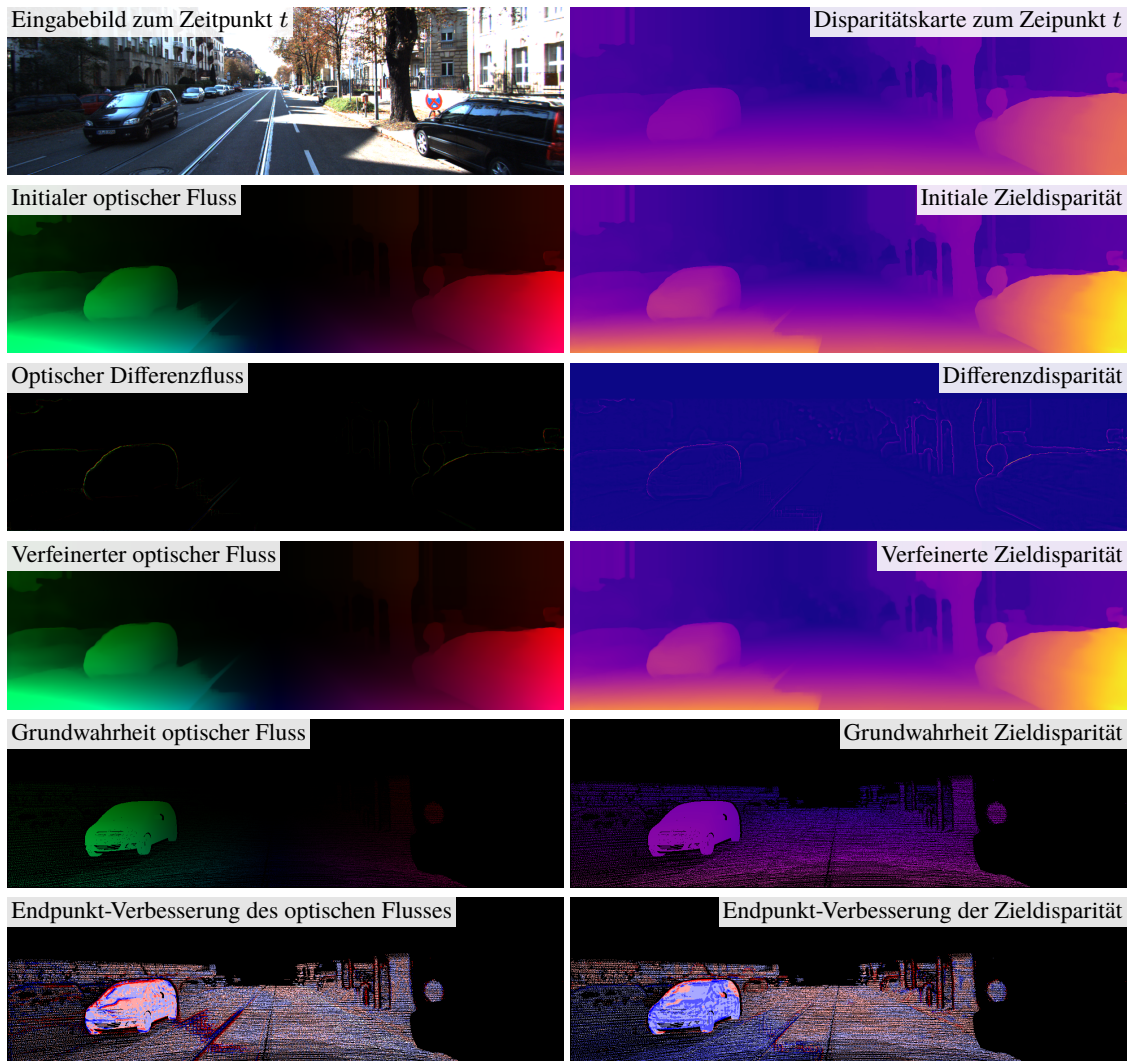 Eingabebild zum Zeitpunkt t
Disparitätskarte zum Zeipunkt t
Initialer optischer Fluss
Initiale Zieldisparität
Optischer Differenzfluss
Differenzdisparität
Verfeinerter optischer Fluss
Verfeinerte Zieldisparität
Grundwahrheit optischer Fluss
Grundwahrheit Zieldisparität
Endpunkt-Verbesserung des optischen Flusses
Endpunkt-Verbesserung der Zieldisparität